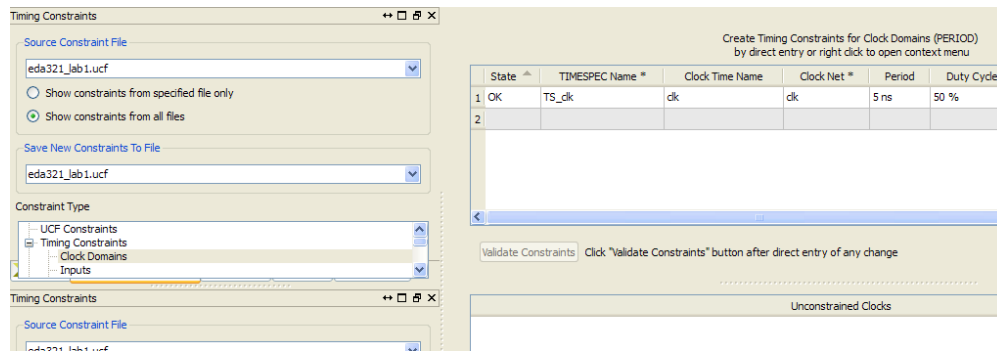 Timing Constraints
Source Constraint File
eda321_lab1.ucf
Show constraints from specified file only
Show constraints from all files
Save New Constraints To File
eda321_lab1.ucf
Constraint Type
UCF Constraints
Timing Constraints
Clock Domains
Inputs
Timing Constraints
Source Constraint File
eda321_lab1.ucf
Create Timing Constraints for Clock Domains (PERIOD)
by direct entry or right click to open context menu
State TIMESPEC Name * Clock Time Name Clock Net * Period Duty Cycle
1 OK TS_clk clk clk 5 ns 50 %
2
Validate Constraints Click "Validate Constraints" button after direct entry of any change
Unconstrained Clocks